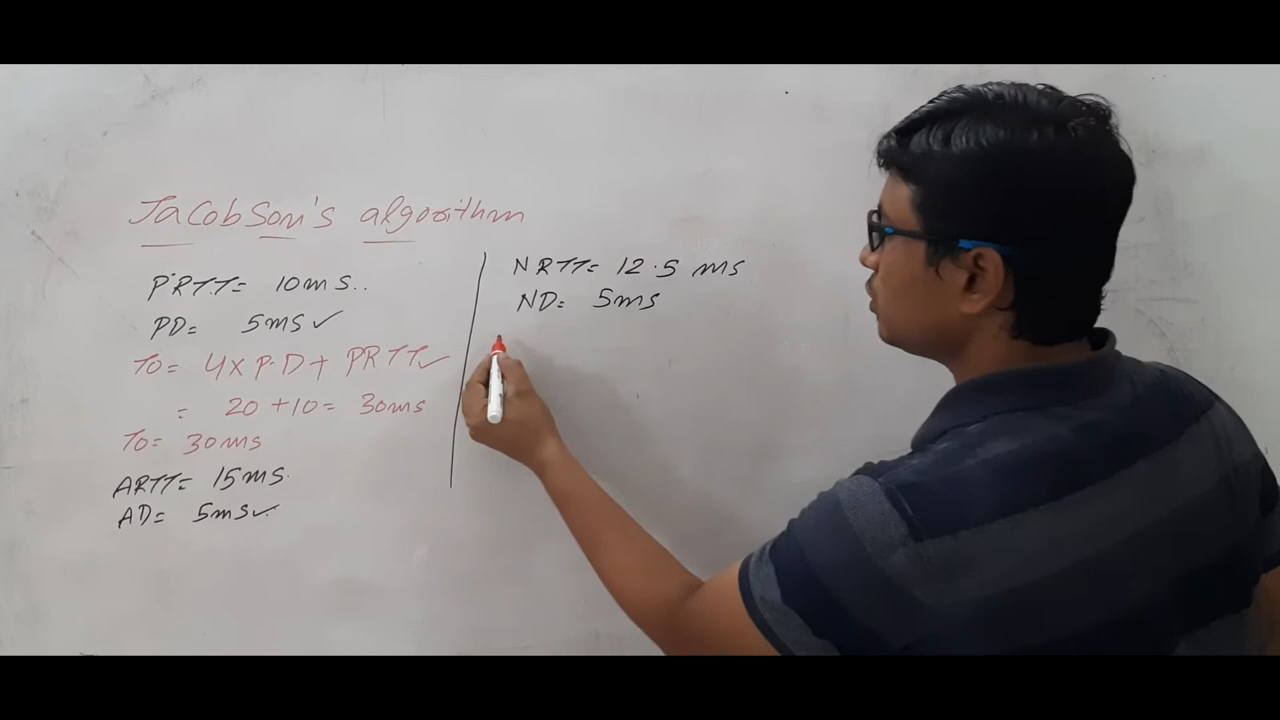 Jacobson's algorithm
PRTT= 10ms..
PD= 5ms ✓
To= 4x P.D+ PRTT✓
= 20 +10= 30ms
To= 30ms
ARTT= 15ms.
AD= 5ms✓
NRTT= 12.5 ms
ND= 5ms